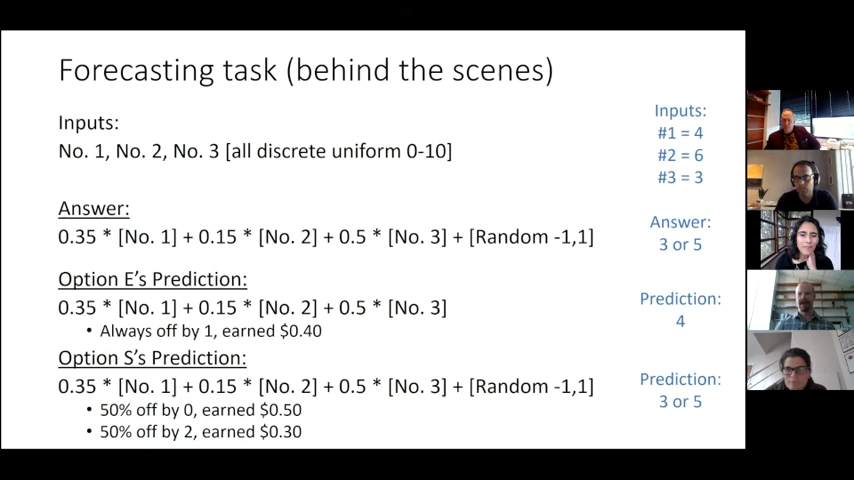 Forecasting task (behind the scenes)
Inputs:
No. 1, No. 2, No. 3 [all discrete uniform 0-10]
Answer:
0.35 * [No. 1] + 0.15 * [No. 2] + 0.5 * [No. 3] + [Random -1,1]
Option E's Prediction:
0.35 * [No. 1] + 0.15 * [No. 2] + 0.5 * [No. 3]
• Always off by 1, earned $0.40
Option S's Prediction:
0.35 * [No. 1] + 0.15 * [No. 2] + 0.5 * [No. 3] + [Random -1,1]
• 50% off by 0, earned $0.50
• 50% off by 2, earned $0.30
Inputs:
#1 = 4
#2 = 6
#3 = 3
Answer:
3 or 5
Prediction:
4
Prediction:
3 or 5